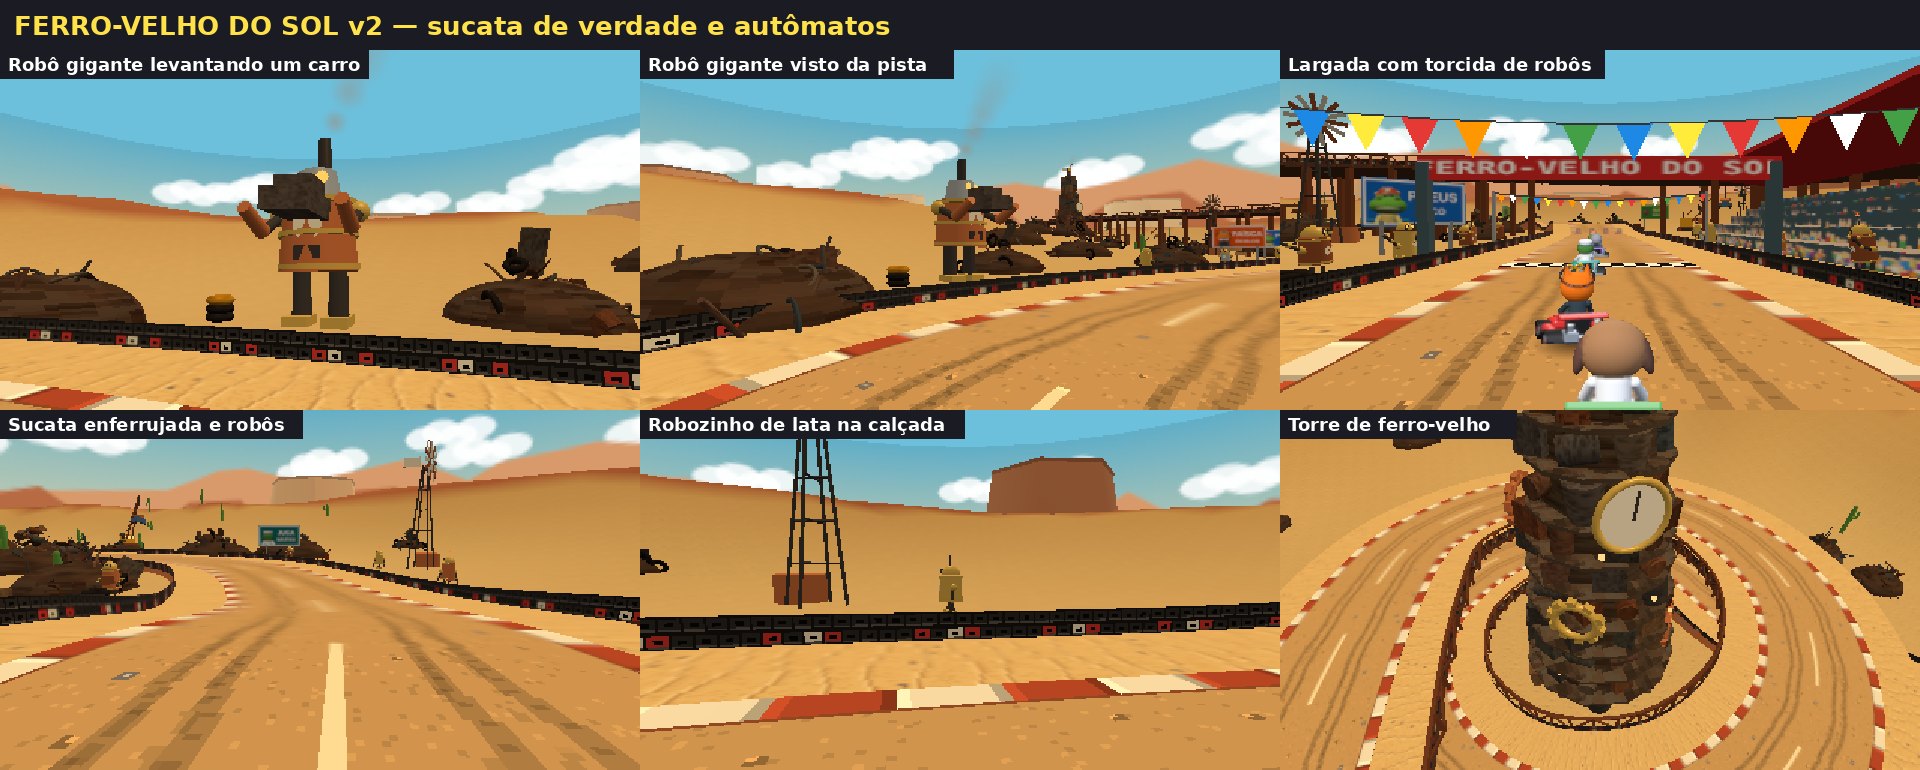 FERRO-VELHO DO SOL v2 — sucata de verdade e autômatos
Robô gigante levantando um carro
Robô gigante visto da pista
Largada com torcida de robôs
FERRO-VELHO DO SOL
Sucata enferrujada e robôs
Robozinho de lata na calçada
Torre de ferro-velho